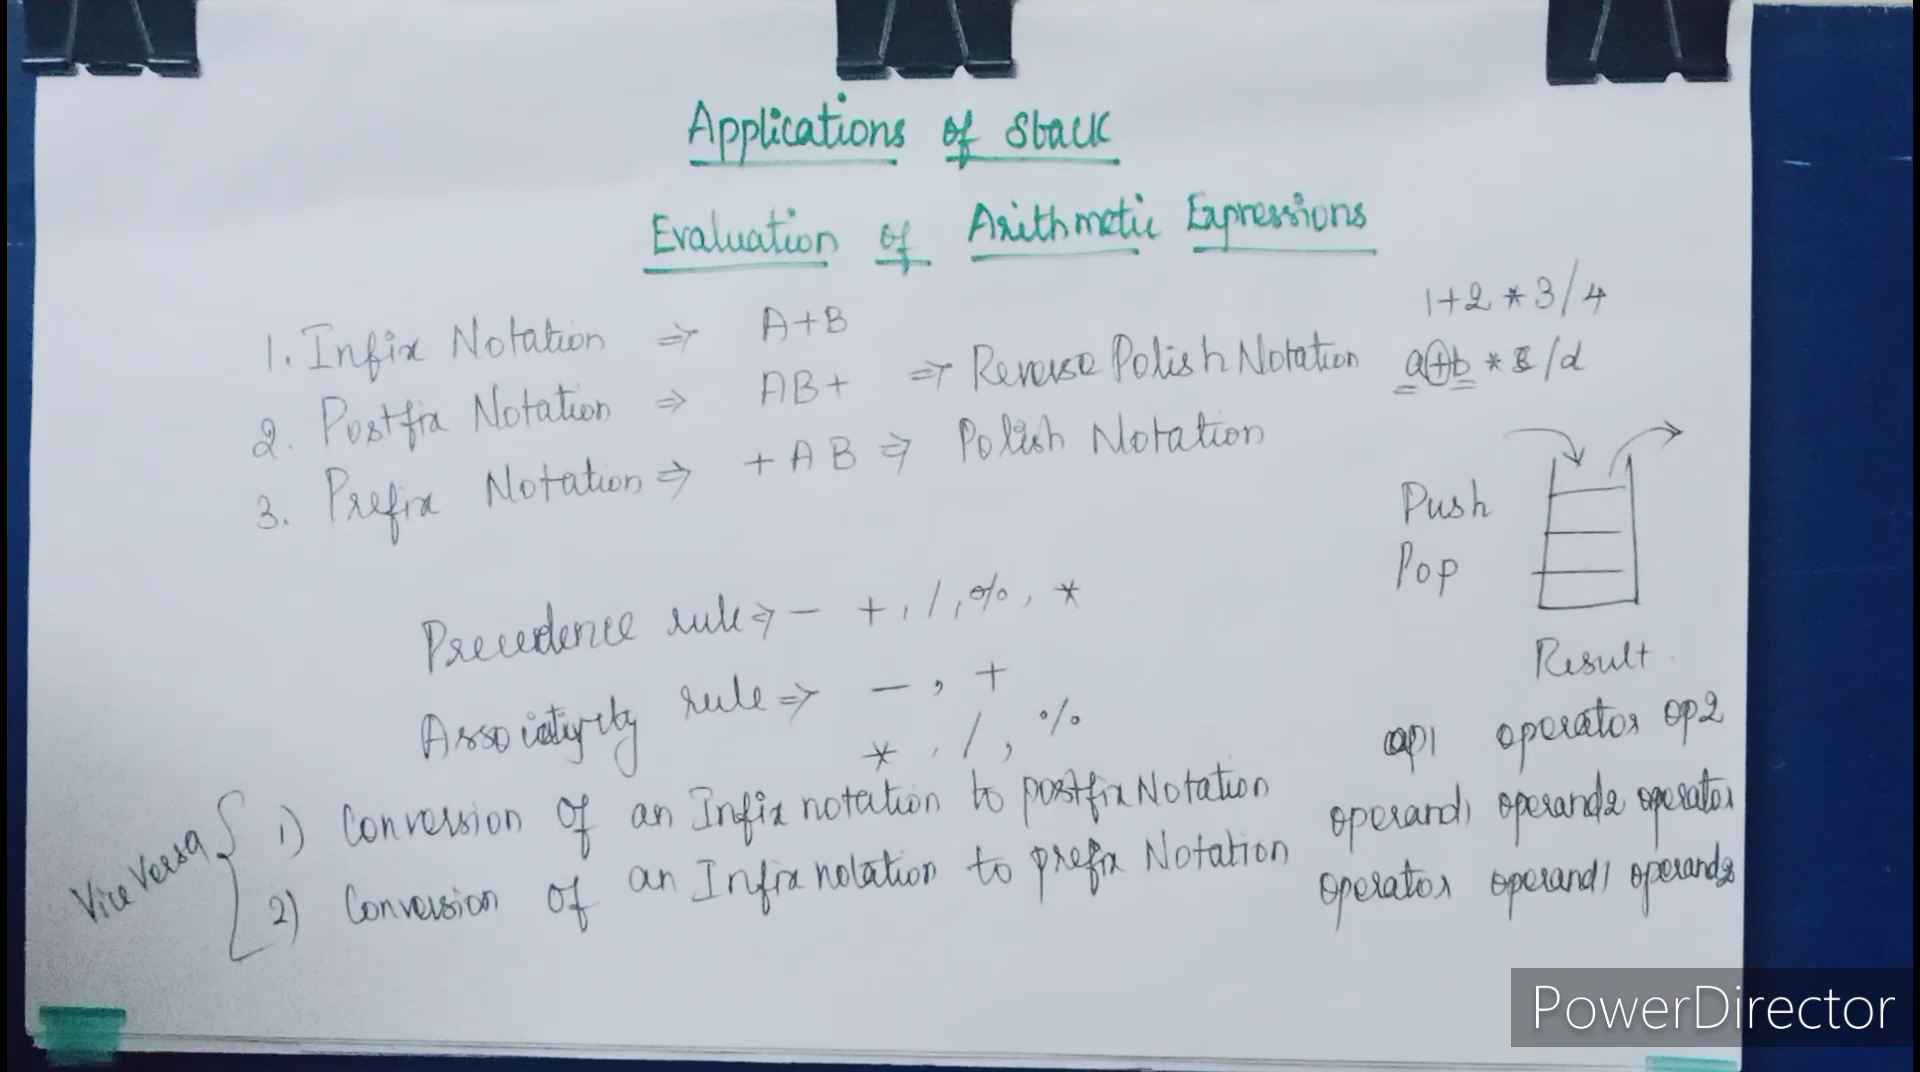 Applications of Stack
Evaluation of Arithmetic Expressions
1. Infix Notation ⇒ A+B
1+2*3/4
2. Postfix Notation ⇒ AB+ ⇒ Reverse Polish Notation
a+b * /d
3. Prefix Notation ⇒ +AB ⇒ Polish Notation
Push
Pop
Precedence rule ⇒ - +, /, %, *
Associativity rule ⇒ -, +
*, /, %
Result
op1 operator op2
Vice Versa
1) Conversion of an Infix notation to postfix Notation
operand1 operand2 operator
2) Conversion of an Infix notation to prefix Notation
operator operand1 operand2
PowerDirector